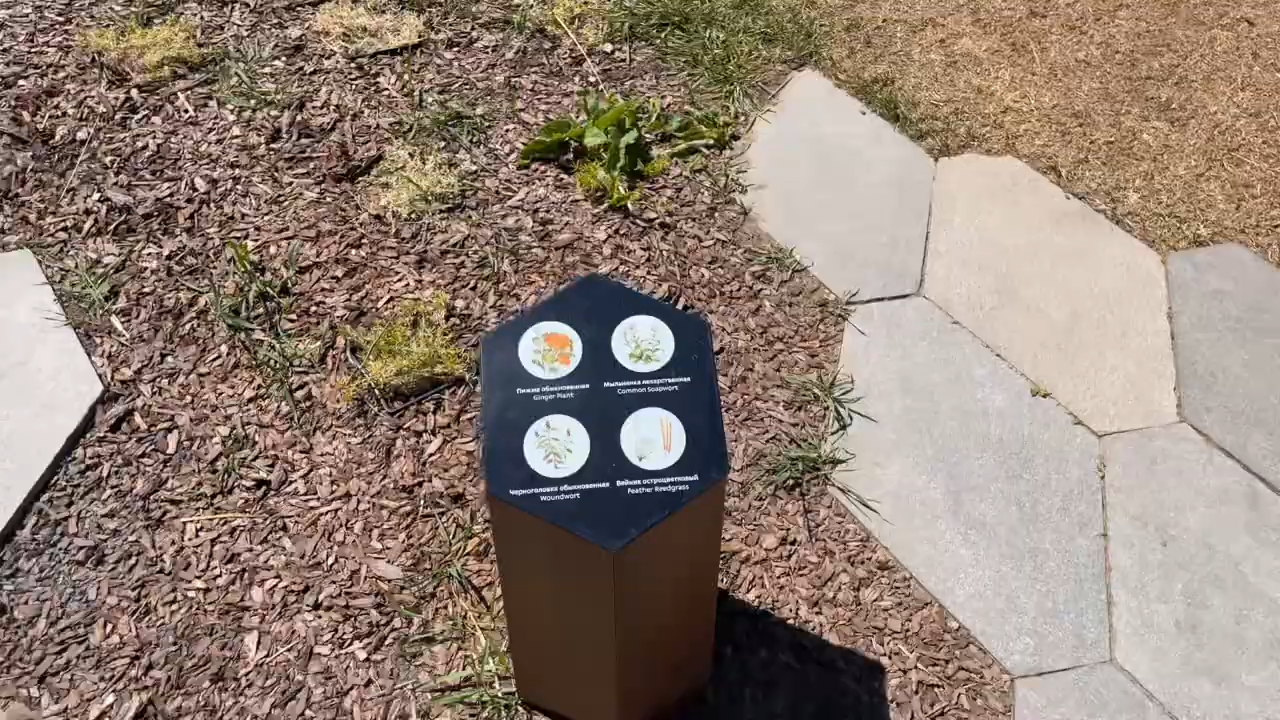 Пижма обыкновенная
Ginger Plant
Мыльнянка лекарственная
Common Soapwort
Черноголовка обыкновенная
Woundwort
Вейник остроцветковый
Feather Reedgrass